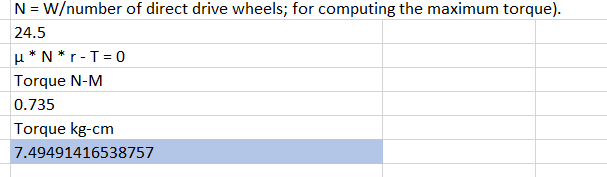 N = W/number of direct drive wheels; for computing the maximum torque).
24.5
µ * N * r - T = 0
Torque N-M
0.735
Torque kg-cm
7.49491416538757